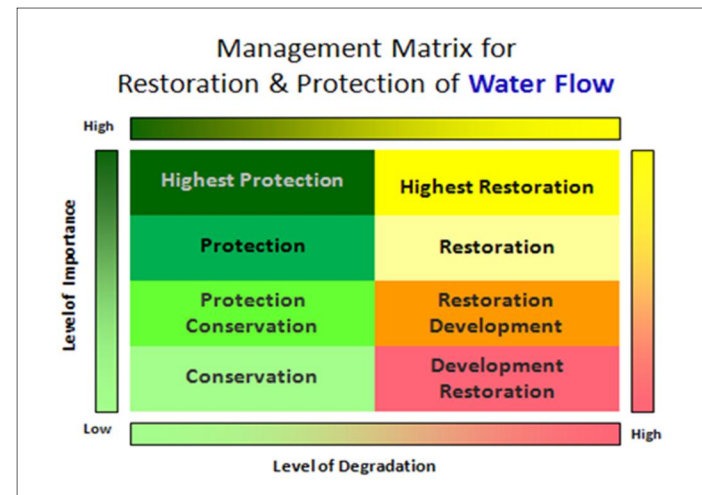 Management Matrix for
Restoration & Protection of Water Flow
High
Highest Protection
Highest Restoration
Protection
Restoration
Protection
Conservation
Restoration
Development
Conservation
Development
Restoration
Level of Importance
Low
High
Level of Degradation